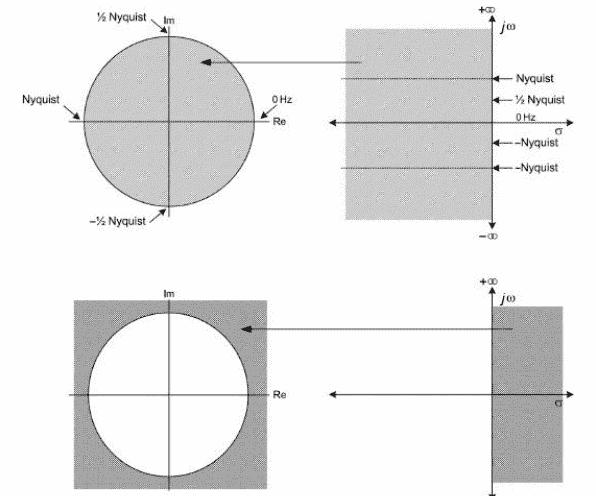 ½ Nyquist
Im
Nyquist
0 Hz
Re
–½ Nyquist
+∞
jω
Nyquist
½ Nyquist
0 Hz
σ
–Nyquist
–Nyquist
–∞
Im
Re
+∞
jω
σ